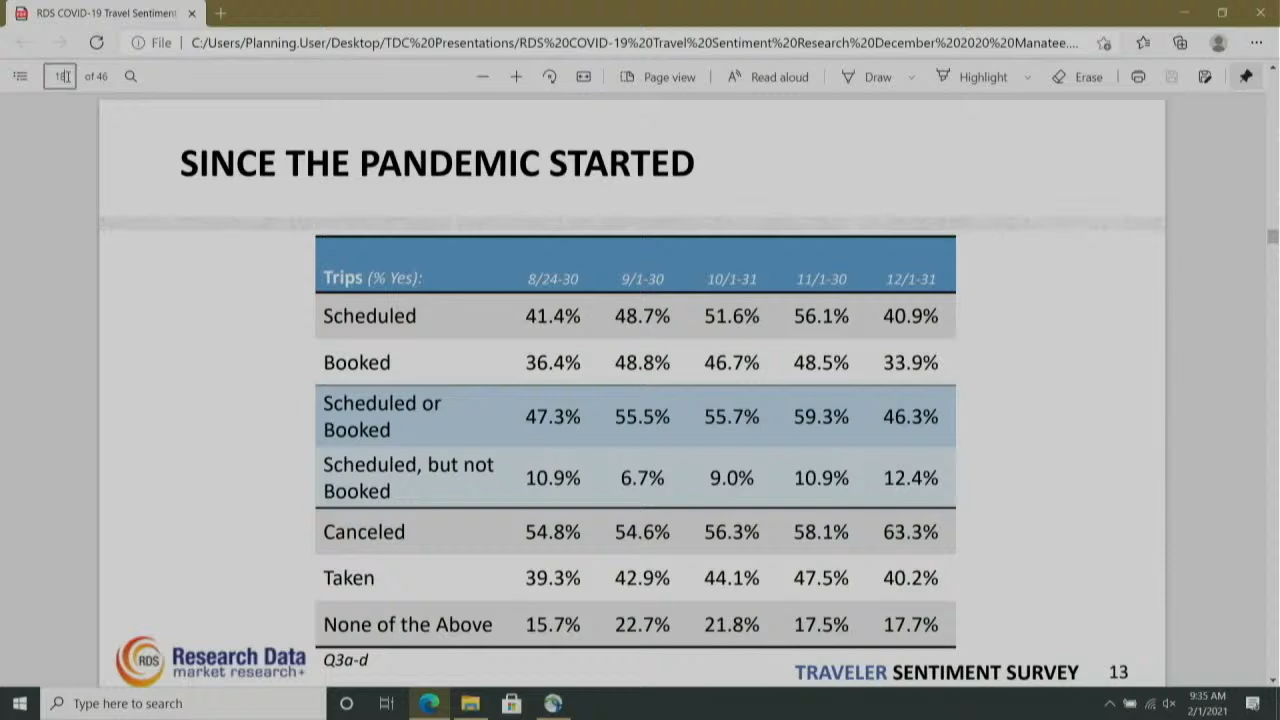 RDS COVID-19 Travel Sentiment
File
C:/Users/Planning.User/Desktop/TDC%20Presentations/RDS%20COVID-19%20Travel%20Sentiment%20Research%20December%202020%20Manatee....
of 46
Page view
Read aloud
Draw
Highlight
Erase
SINCE THE PANDEMIC STARTED
Trips (% Yes): 8/24-30 9/1-30 10/1-31 11/1-30 12/1-31
Scheduled 41.4% 48.7% 51.6% 56.1% 40.9%
Booked 36.4% 48.8% 46.7% 48.5% 33.9%
Scheduled or
Booked 47.3% 55.5% 55.7% 59.3% 46.3%
Scheduled, but not
Booked 10.9% 6.7% 9.0% 10.9% 12.4%
Canceled 54.8% 54.6% 56.3% 58.1% 63.3%
Taken 39.3% 42.9% 44.1% 47.5% 40.2%
None of the Above 15.7% 22.7% 21.8% 17.5% 17.7%
Q3a-d
RDS
Research Data
market research+
TRAVELER SENTIMENT SURVEY 13
Type here to search
9:35 AM
2/1/2021